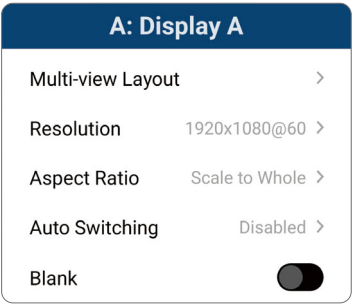 A: Display A
Multi-view Layout
Resolution 1920x1080@60
Aspect Ratio Scale to Whole
Auto Switching Disabled
Blank